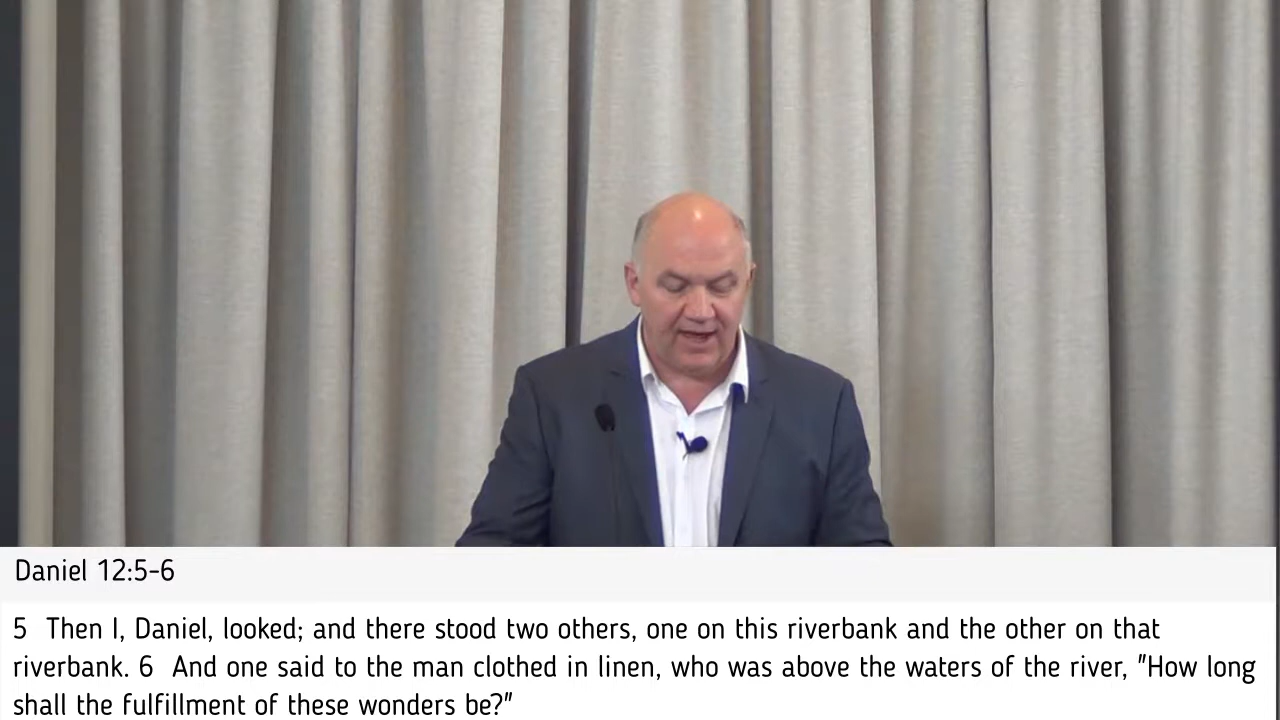 Daniel 12:5-6
5 Then I, Daniel, looked; and there stood two others, one on this riverbank and the other on that
riverbank. 6 And one said to the man clothed in linen, who was above the waters of the river, "How long
shall the fulfillment of these wonders be?"